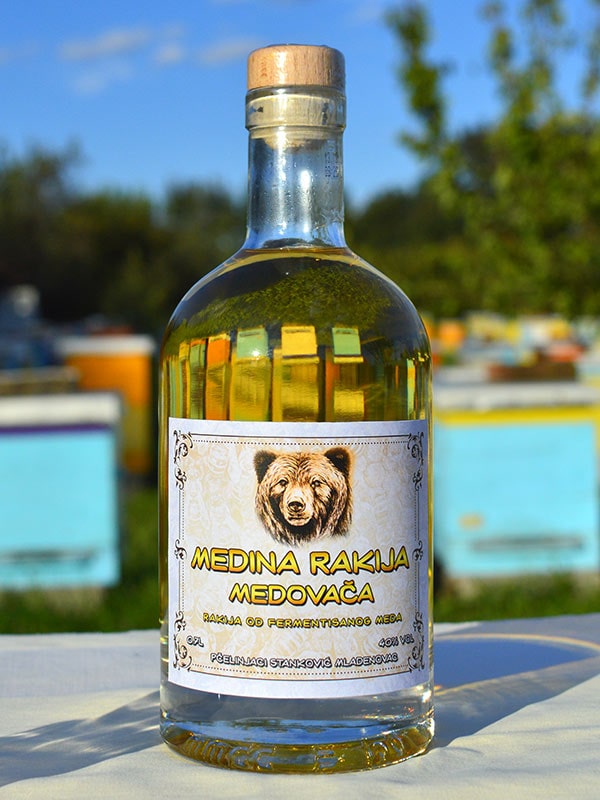 MEDINA RAKIJA
MEDOVAČA
RAKIJA OD FERMENTISANOG MEDA
0,7L 40% VOL
PČELINJACI STANKOVIĆ MLADENOVAC